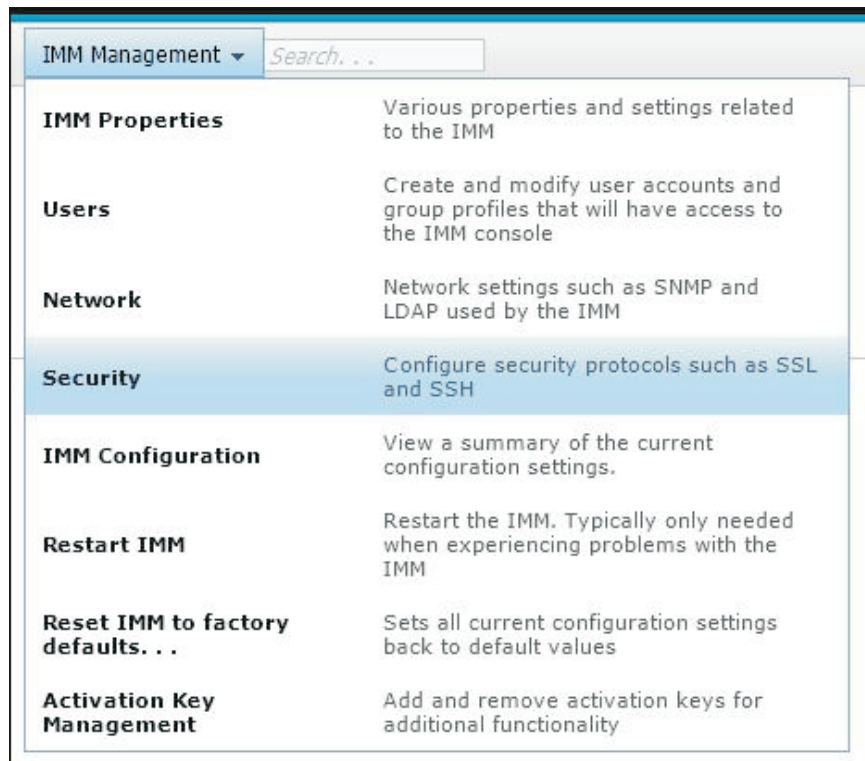 IMM Management
Search. . .
IMM Properties
Various properties and settings related
to the IMM
Users
Create and modify user accounts and
group profiles that will have access to
the IMM console
Network
Network settings such as SNMP and
LDAP used by the IMM
Security
Configure security protocols such as SSL
and SSH
IMM Configuration
View a summary of the current
configuration settings.
Restart IMM
Restart the IMM. Typically only needed
when experiencing problems with the
IMM
Reset IMM to factory
defaults. . .
Sets all current configuration settings
back to default values
Activation Key
Management
Add and remove activation keys for
additional functionality